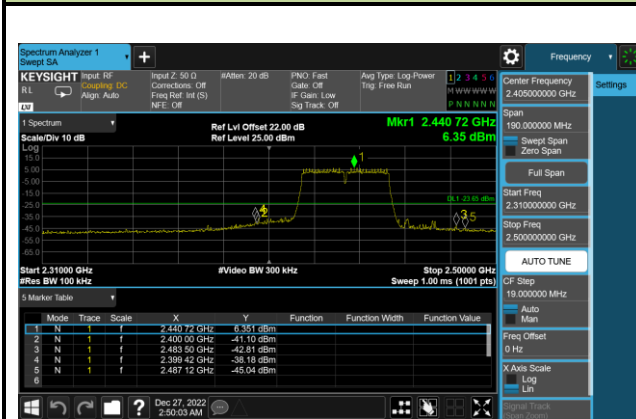 Spectrum Analyzer 1
Swept SA
+
Frequency
KEYSIGHT
RL
Input: RF
Coupling: DC
Align: Auto
Input Z: 50 Ω
Corrections: Off
Freq Ref: Int (S)
NFE: Off
#Atten: 20 dB
PNO: Fast
Gate: Off
IF Gain: Low
Sig Track: Off
Avg Type: Log-Power
Trig: Free Run
1 2 3 4 5 6
M W W W W W
P N N N N N
LXI
Settings
Center Frequency
2.405000000 GHz
Span
190.000000 MHz
Swept Span
Zero Span
Full Span
Start Freq
2.310000000 GHz
Stop Freq
2.500000000 GHz
AUTO TUNE
CF Step
19.000000 MHz
Auto
Man
Freq Offset
0 Hz
X Axis Scale
Log
Lin
Signal Track
(Span Zoom)
1 Spectrum
Scale/Div 10 dB
Ref Lvl Offset 22.00 dB
Ref Level 25.00 dBm
Mkr1 2.440 72 GHz
6.35 dBm
Log
15.0
5.00
-5.00
-15.0
-25.0
-35.0
-45.0
-55.0
-65.0
1
DL1 -23.65 dBm
2
3
5
Start 2.31000 GHz
#Res BW 100 kHz
#Video BW 300 kHz
Stop 2.50000 GHz
Sweep 1.00 ms (1001 pts)
5 Marker Table
Mode Trace Scale X Y Function Function Width Function Value
1 N 1 f 2.440 72 GHz 6.351 dBm
2 N 1 f 2.400 00 GHz -41.10 dBm
3 N 1 f 2.483 50 GHz -42.81 dBm
4 N 1 f 2.399 42 GHz -38.18 dBm
5 N 1 f 2.487 12 GHz -45.04 dBm
6
?
Dec 27, 2022
2:50:03 AM